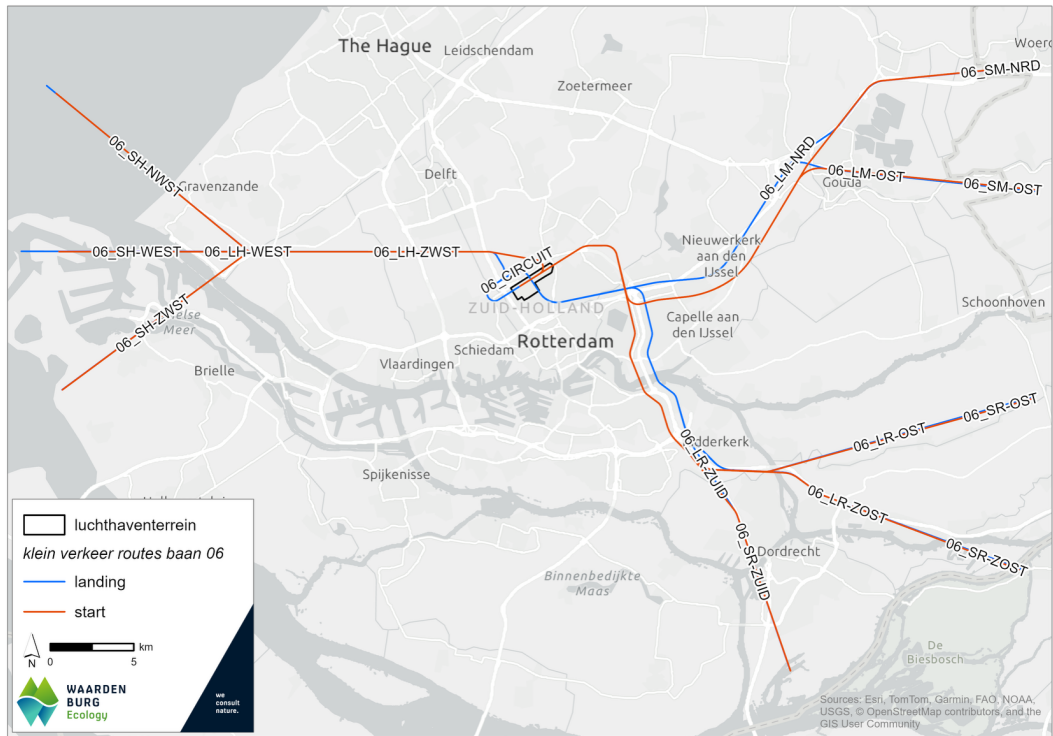 The Hague
Leidschendam
Woerd
06_SM-NRD
Zoetermeer
06_SH-NWST
Gravenzande
Delft
06_LM-NRD
06_LM-OST
Gouda
06_SM-OST
06_SH-WEST
06_LH-WEST
06_LH-ZWST
06_CIRCUIT
Nieuwerkerk
aan den
IJssel
ZUID-HOLLAND
Schoonhoven
06_SH-ZWST
else
Meer
Capelle aan
den IJssel
Rotterdam
Schiedam
Vlaardingen
Brielle
06_SR-OST
06_LR-OST
06_LR-ZUID
dderkerk
Spijkenisse
06_LR-ZOST
06_SR-ZOST
06_SR-ZUID
Dordrecht
Binnenbedijkte
Maas
De
Biesbosch
luchthaventerrein
klein verkeer routes baan 06
landing
start
N
km
0 5
WAARDEN
BURG
Ecology
we
consult
nature.
Sources: Esri, TomTom, Garmin, FAO, NOAA,
USGS, © OpenStreetMap contributors, and the
GIS User Community